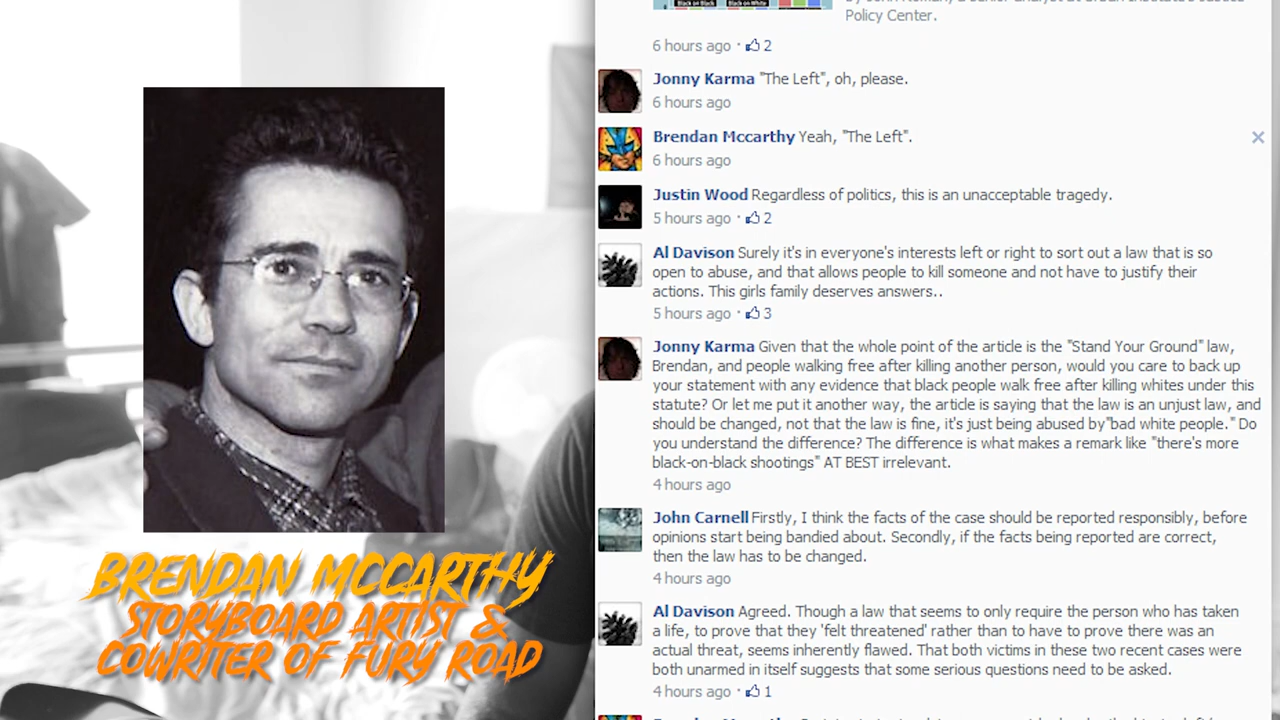 BRENDAN MCCARTHY
STORYBOARD ARTIST &
COWRITER OF FURY ROAD
Black on Black
Black on White
Policy Center.
6 hours ago · 2
Jonny Karma "The Left", oh, please.
6 hours ago
Brendan Mccarthy Yeah, "The Left".
6 hours ago
Justin Wood Regardless of politics, this is an unacceptable tragedy.
5 hours ago · 2
Al Davison Surely it's in everyone's interests left or right to sort out a law that is so
open to abuse, and that allows people to kill someone and not have to justify their
actions. This girls family deserves answers..
5 hours ago · 3
Jonny Karma Given that the whole point of the article is the "Stand Your Ground" law,
Brendan, and people walking free after killing another person, would you care to back up
your statement with any evidence that black people walk free after killing whites under this
statute? Or let me put it another way, the article is saying that the law is an unjust law, and
should be changed, not that the law is fine, it's just being abused by"bad white people." Do
you understand the difference? The difference is what makes a remark like "there's more
black-on-black shootings" AT BEST irrelevant.
4 hours ago
John Carnell Firstly, I think the facts of the case should be reported responsibly, before
opinions start being bandied about. Secondly, if the facts being reported are correct,
then the law has to be changed.
4 hours ago
Al Davison Agreed. Though a law that seems to only require the person who has taken
a life, to prove that they 'felt threatened' rather than to have to prove there was an
actual threat, seems inherently flawed. That both victims in these two recent cases were
both unarmed in itself suggests that some serious questions need to be asked.
4 hours ago · 1